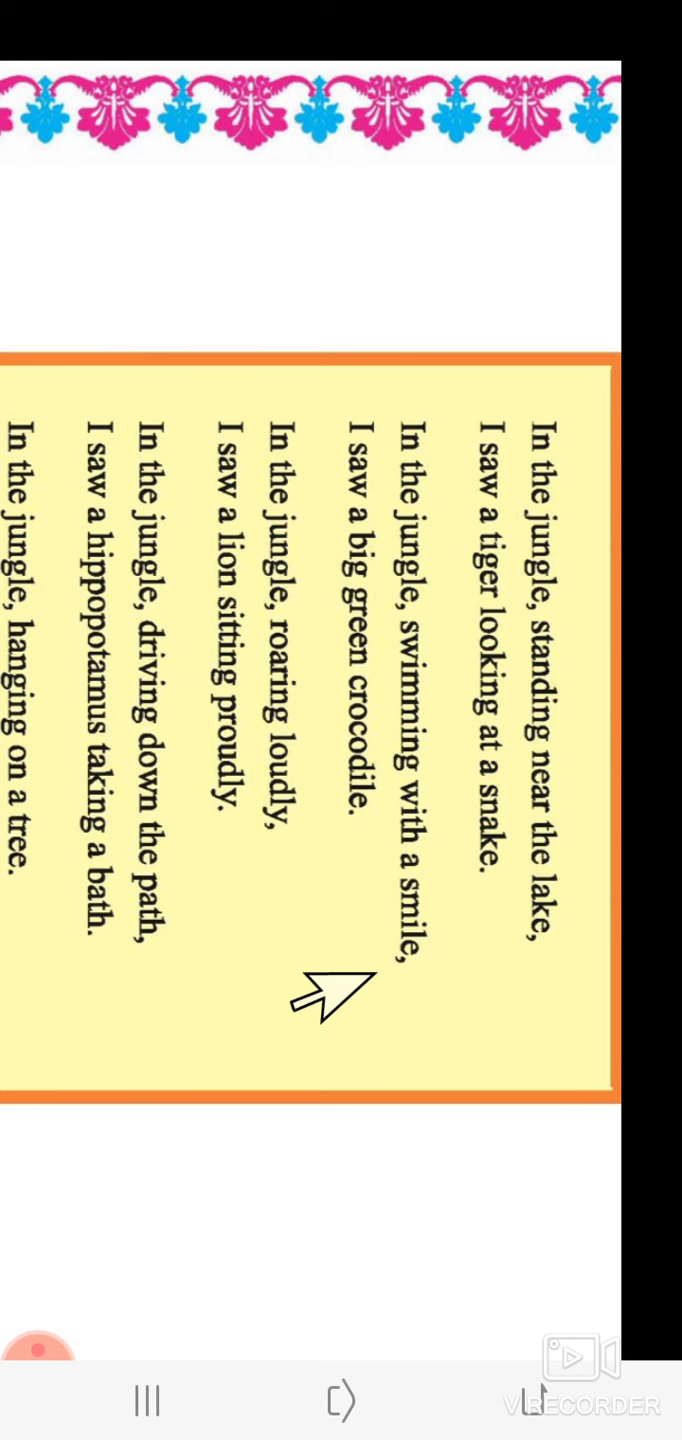 In the jungle, standing near the lake,
I saw a tiger looking at a snake.
In the jungle, swimming with a smile,
I saw a big green crocodile.
In the jungle, roaring loudly,
I saw a lion sitting proudly.
In the jungle, driving down the path,
I saw a hippopotamus taking a bath.
In the jungle, hanging on a tree.
V RECORDER